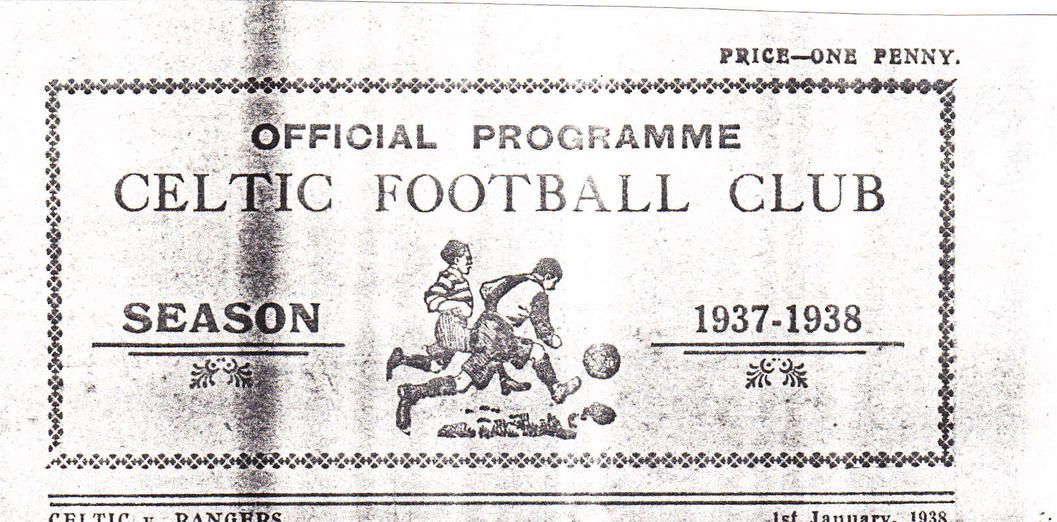 PRICE—ONE PENNY.
OFFICIAL PROGRAMME
CELTIC FOOTBALL CLUB
SEASON 1937-1938
CELTIC v. RANGERS 1st January, 1938